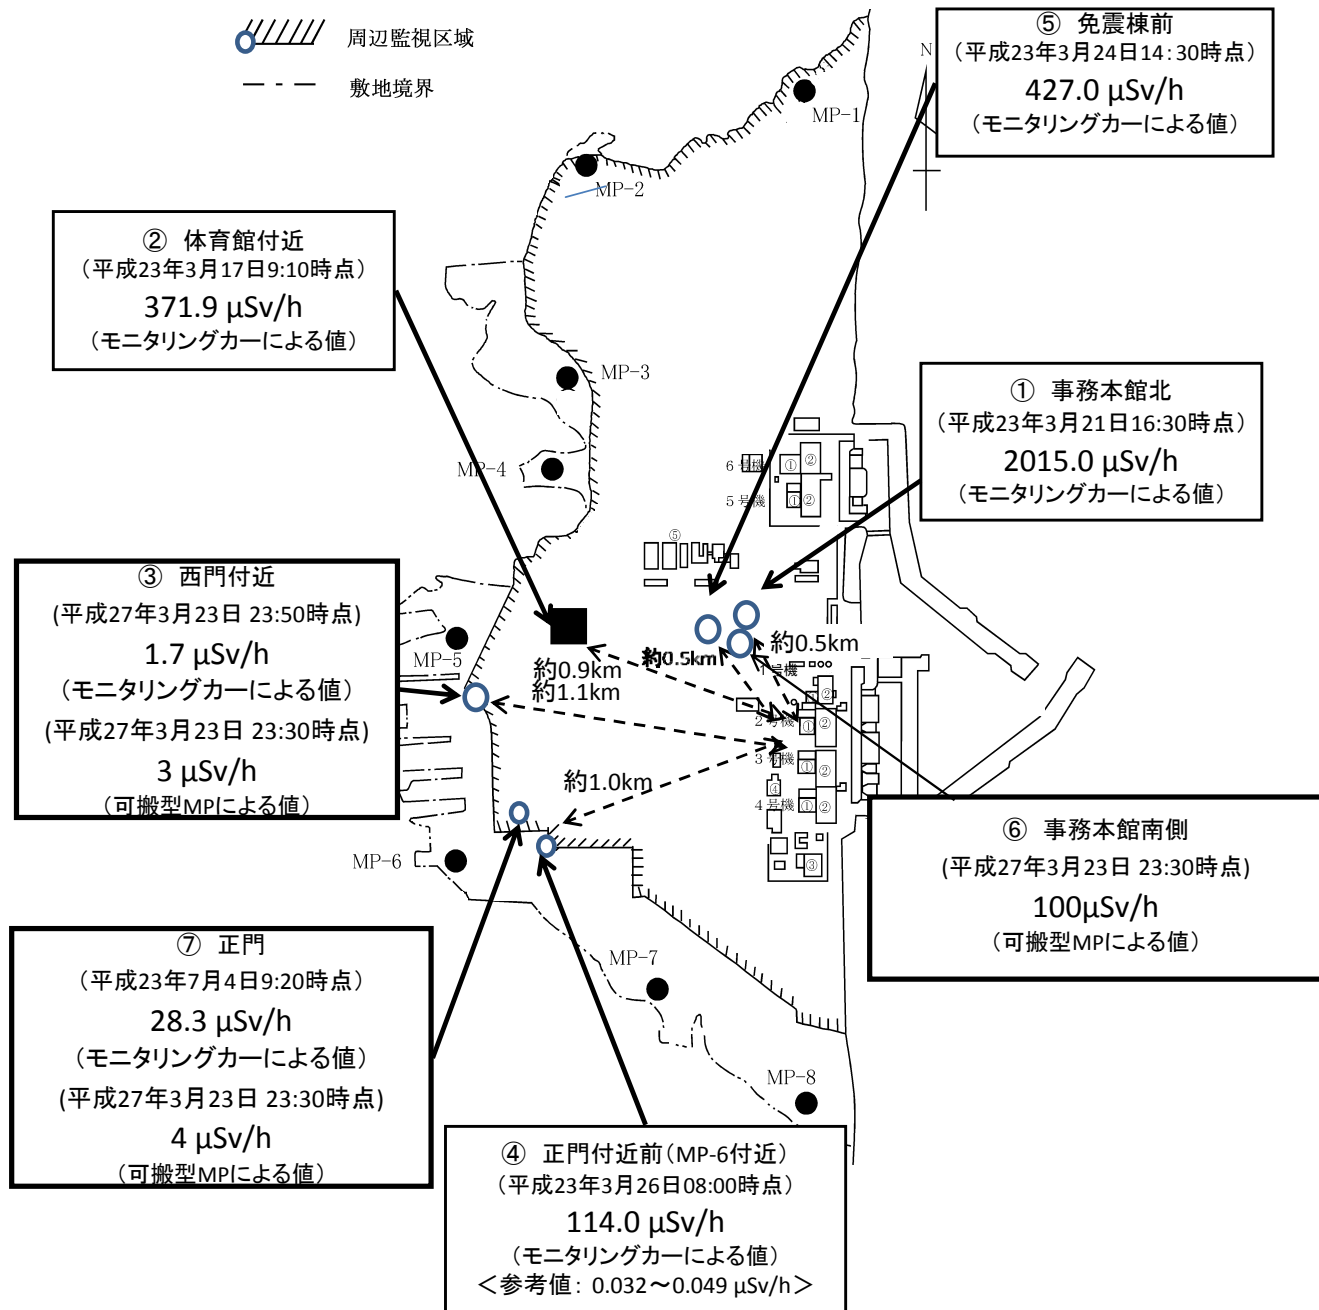 周辺監視区域
敷地境界
N
⑤ 免震棟前
（平成23年3月24日14：30時点）
427.0 μSv/h
（モニタリングカーによる値）
MP-1
MP-2
② 体育館付近
（平成23年3月17日9:10時点）
371.9 μSv/h
（モニタリングカーによる値）
MP-3
MP-4
① 事務本館北
（平成23年3月21日16:30時点）
2015.0 μSv/h
（モニタリングカーによる値）
6号機
①
②
5号機
①
②
⑤
③ 西門付近
(平成27年3月23日 23:50時点)
1.7 μSv/h
（モニタリングカーによる値）
(平成27年3月23日 23:30時点)
3 μSv/h
（可搬型MPによる値）
MP-5
約0.9km
約1.1km
約0.5km
約0.5km
1号機
②
2号機
①
②
3号機
①
②
④
4号機
①
②
③
約1.0km
MP-6
⑥ 事務本館南側
(平成27年3月23日 23:30時点)
100μSv/h
（可搬型MPによる値）
⑦ 正門
（平成23年7月4日9:20時点）
28.3 μSv/h
（モニタリングカーによる値）
(平成27年3月23日 23:30時点)
4 μSv/h
（可搬型MPによる値）
MP-7
MP-8
④ 正門付近前（MP-6付近）
（平成23年3月26日08:00時点）
114.0 μSv/h
（モニタリングカーによる値）
＜参考値: 0.032～0.049 μSv/h＞